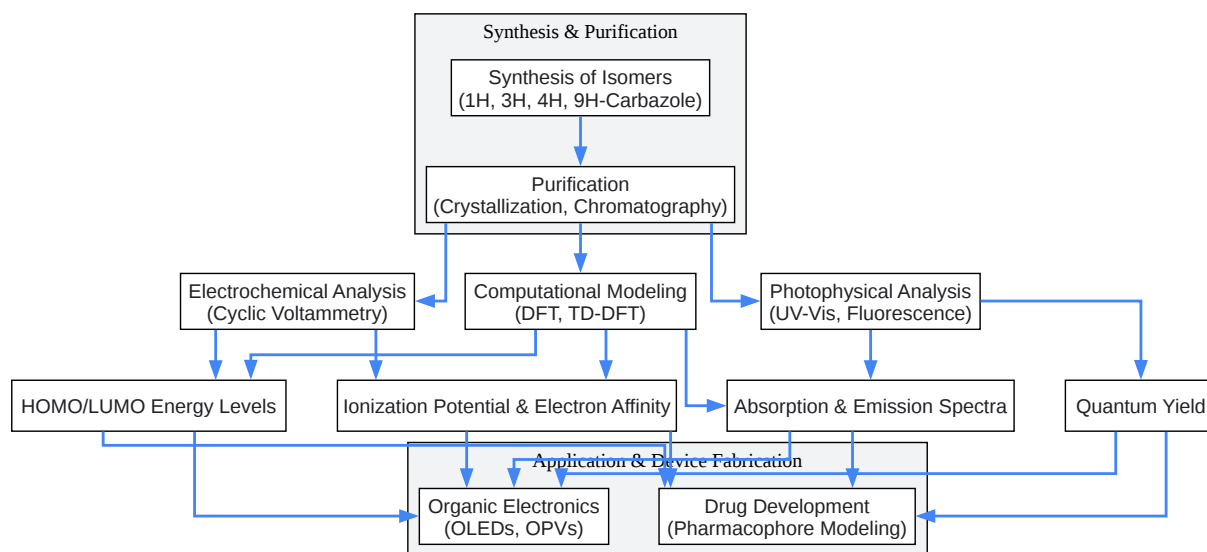 Synthesis & Purification
Synthesis of Isomers
(1H, 3H, 4H, 9H-Carbazole)
Purification
(Crystallization, Chromatography)
Electrochemical Analysis
(Cyclic Voltammetry)
Computational Modeling
(DFT, TD-DFT)
Photophysical Analysis
(UV-Vis, Fluorescence)
HOMO/LUMO Energy Levels
Ionization Potential & Electron Affinity
Absorption & Emission Spectra
Quantum Yield
Application & Device Fabrication
Organic Electronics
(OLEDs, OPVs)
Drug Development
(Pharmacophore Modeling)